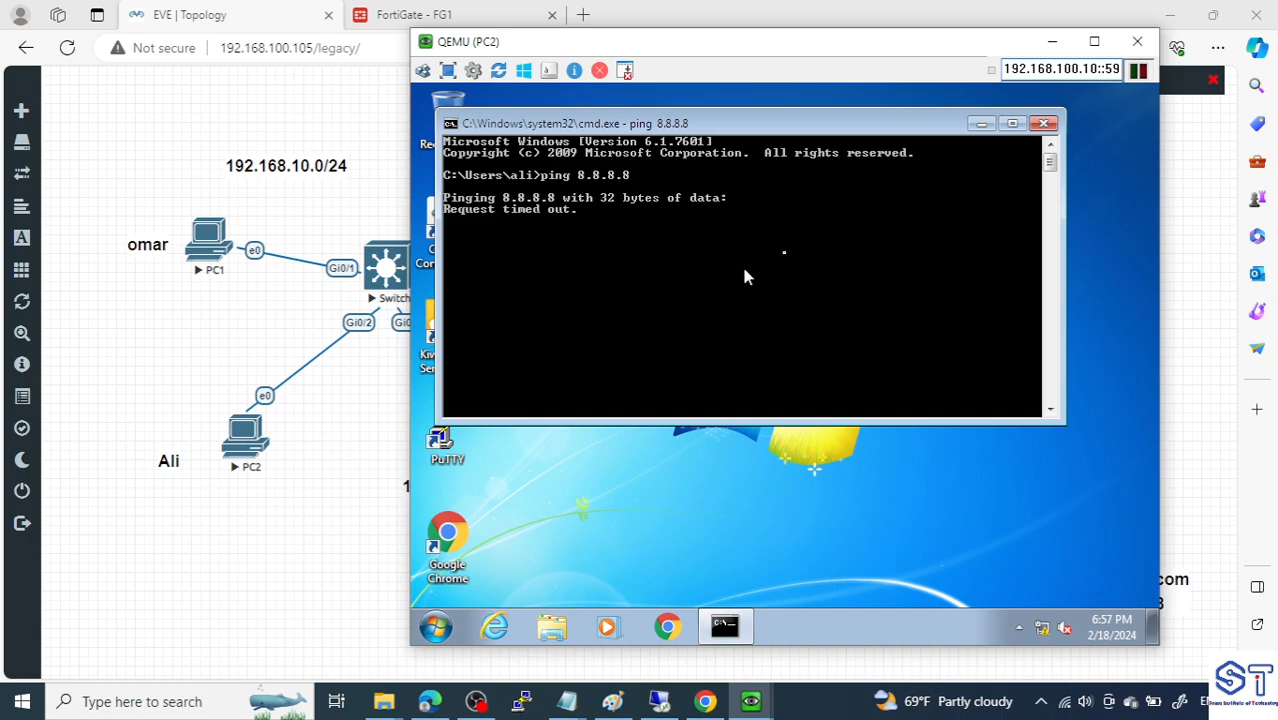 EVE | Topology
FortiGate - FG1
Not secure
192.168.100.105/legacy/
QEMU (PC2)
192.168.100.10::59
C:\Windows\system32\cmd.exe - ping 8.8.8.8
Microsoft Windows [Version 6.1.7601]
Copyright (c) 2009 Microsoft Corporation. All rights reserved.
C:\Users\ali>ping 8.8.8.8
Pinging 8.8.8.8 with 32 bytes of data:
Request timed out.
192.168.10.0/24
omar
e0
PC1
Gi0/1
Switch
Gi0/2
e0
Ali
PC2
PuTTY
Google
Chrome
com
6:57 PM
2/18/2024
Type here to search
69°F Partly cloudy
ST